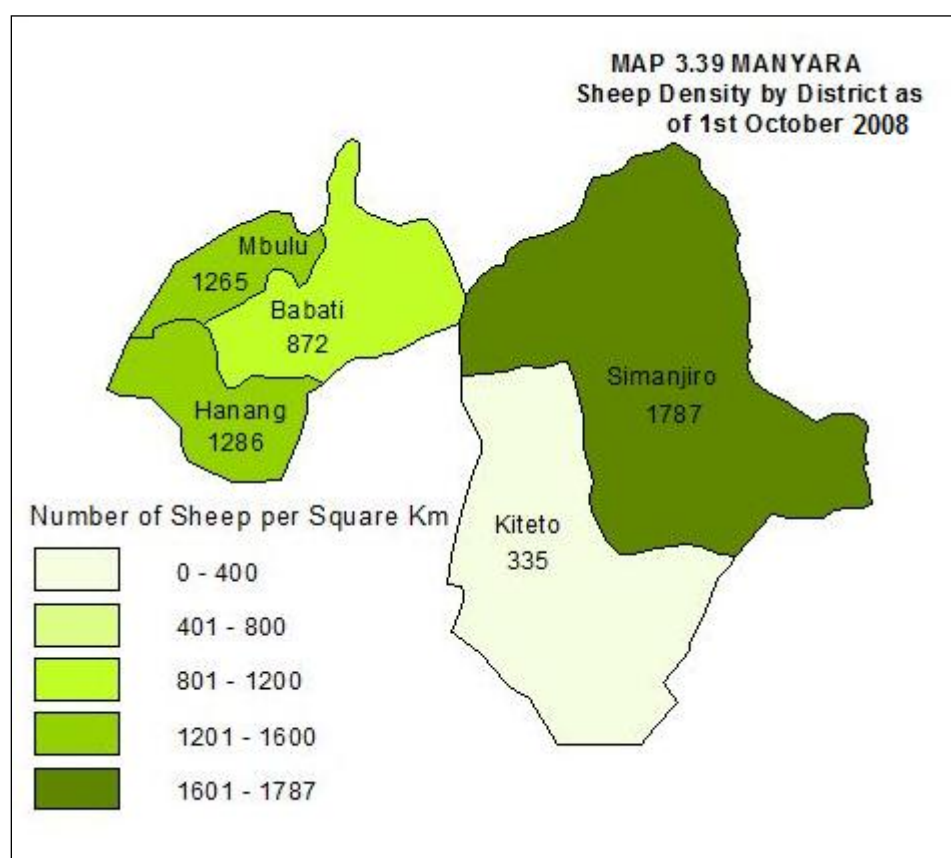 MAP 3.39 MANYARA
Sheep Density by District as
of 1st October 2008
Mbulu
1265
Babati
872
Hanang
1286
Simanjiro
1787
Kiteto
335
Number of Sheep per Square Km
0 - 400
401 - 800
801 - 1200
1201 - 1600
1601 - 1787